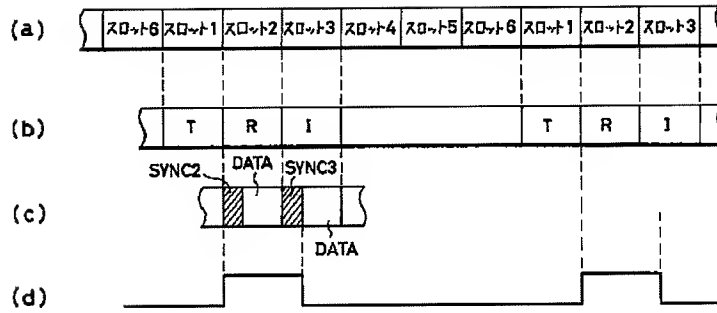 (a) スロット6 スロット1 スロット2 スロット3 スロット4 スロット5 スロット6 スロット1 スロット2 スロット3
(b) T R I T R I
SYNC2 DATA SYNC3
(c)
DATA
(d)